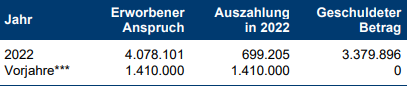 Jahr Erworbener Anspruch Auszahlung in 2022 Geschuldeter Betrag
2022 4.078.101 699.205 3.379.896
Vorjahre*** 1.410.000 1.410.000 0